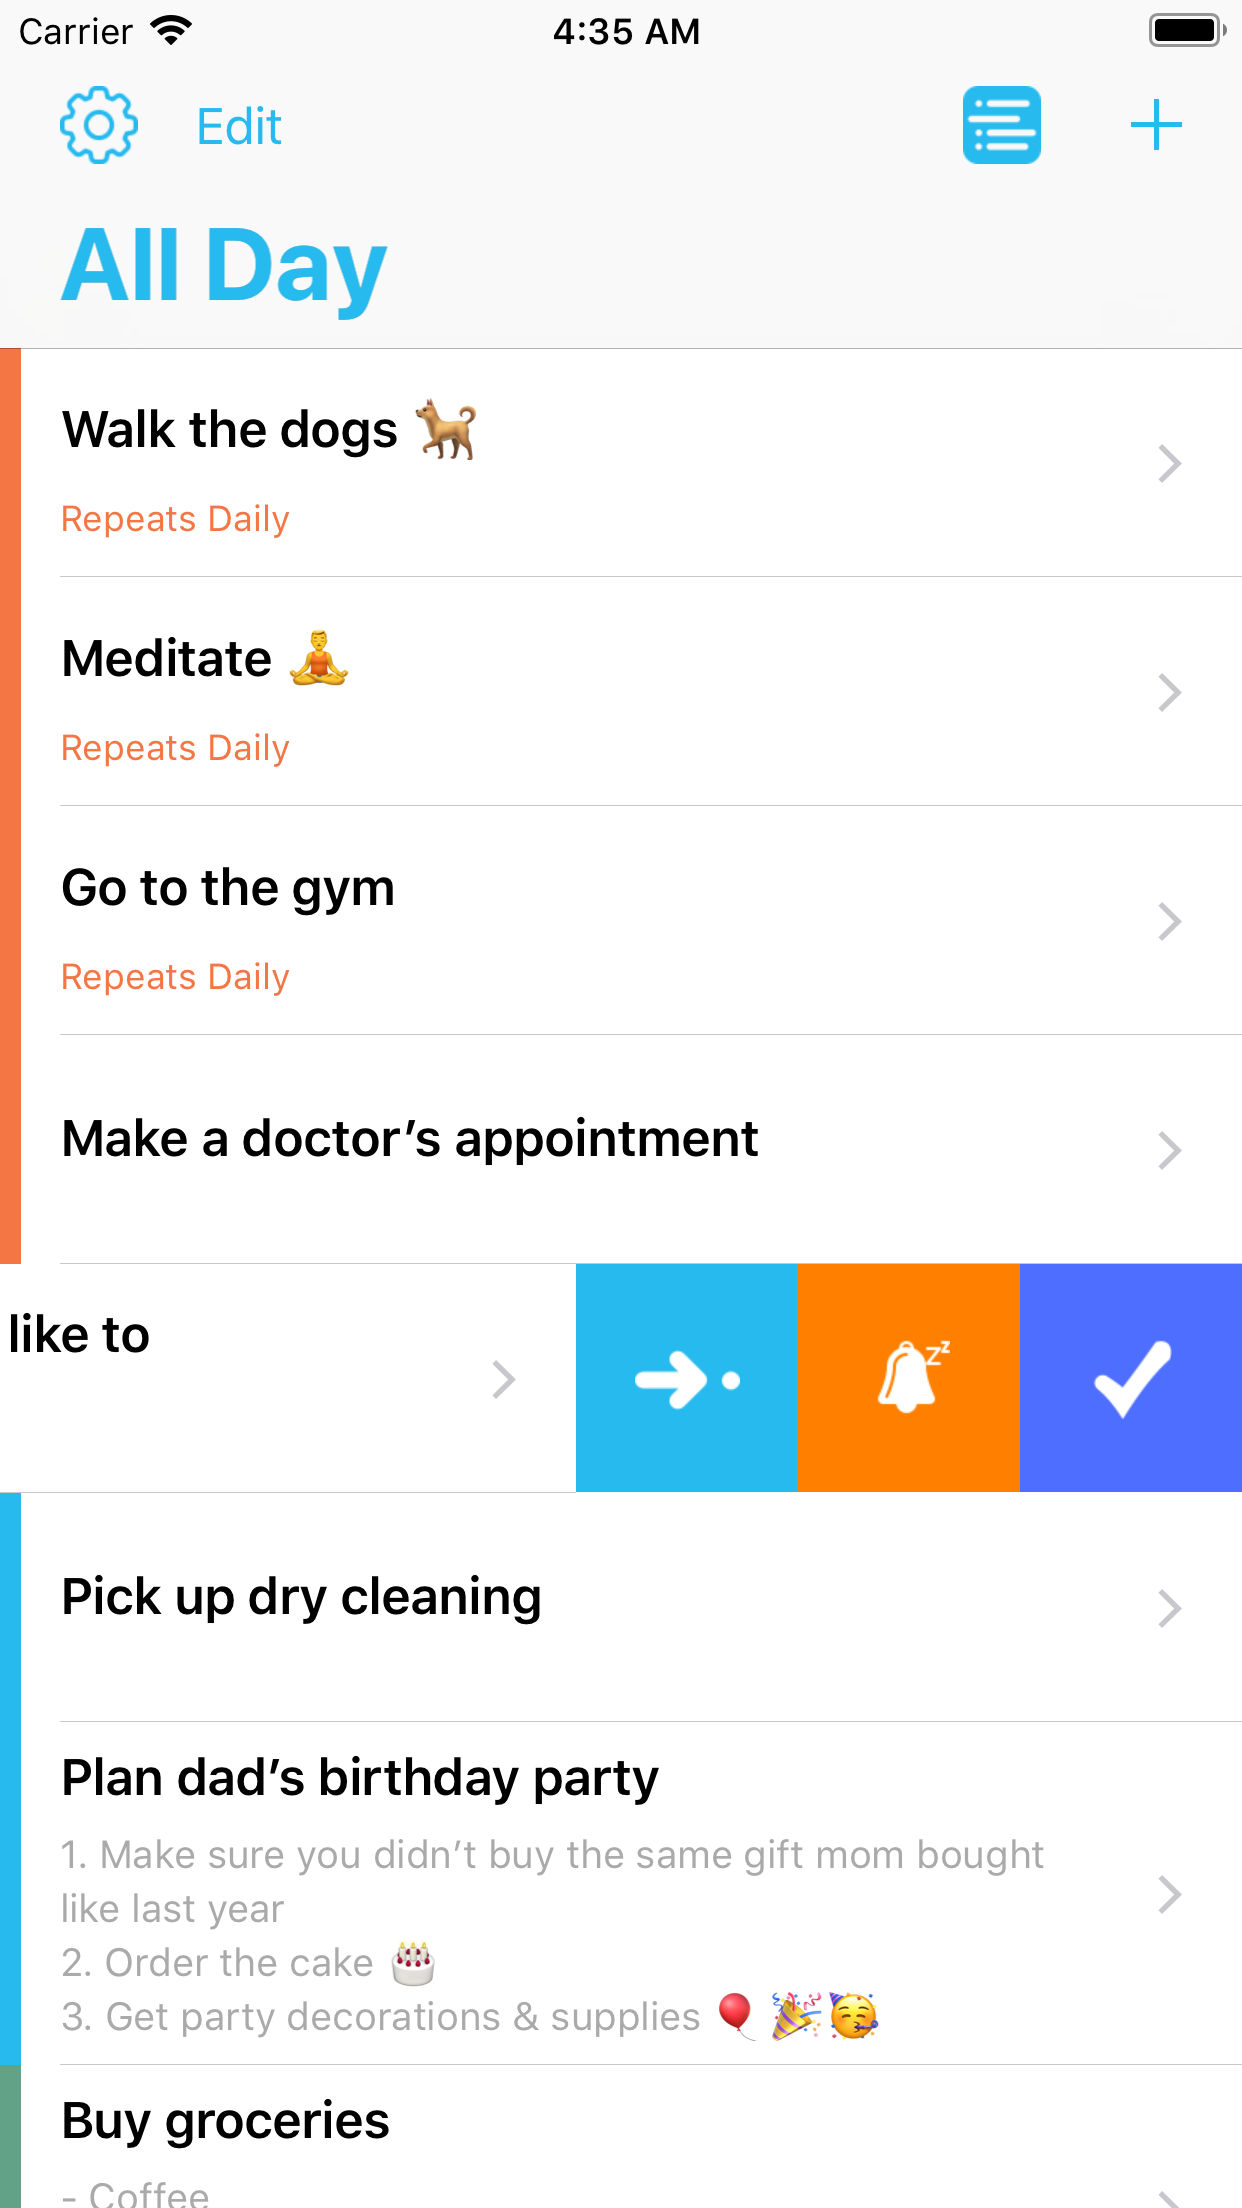 Carrier 4:35 AM
Edit
All Day
Walk the dogs 🐕
Repeats Daily
Meditate 🧘‍♂️
Repeats Daily
Go to the gym
Repeats Daily
Make a doctor’s appointment
like to
zz
Pick up dry cleaning
Plan dad’s birthday party
1. Make sure you didn’t buy the same gift mom bought
like last year
2. Order the cake 🎂
3. Get party decorations & supplies 🎈 🎉🥳
Buy groceries
- Coffee